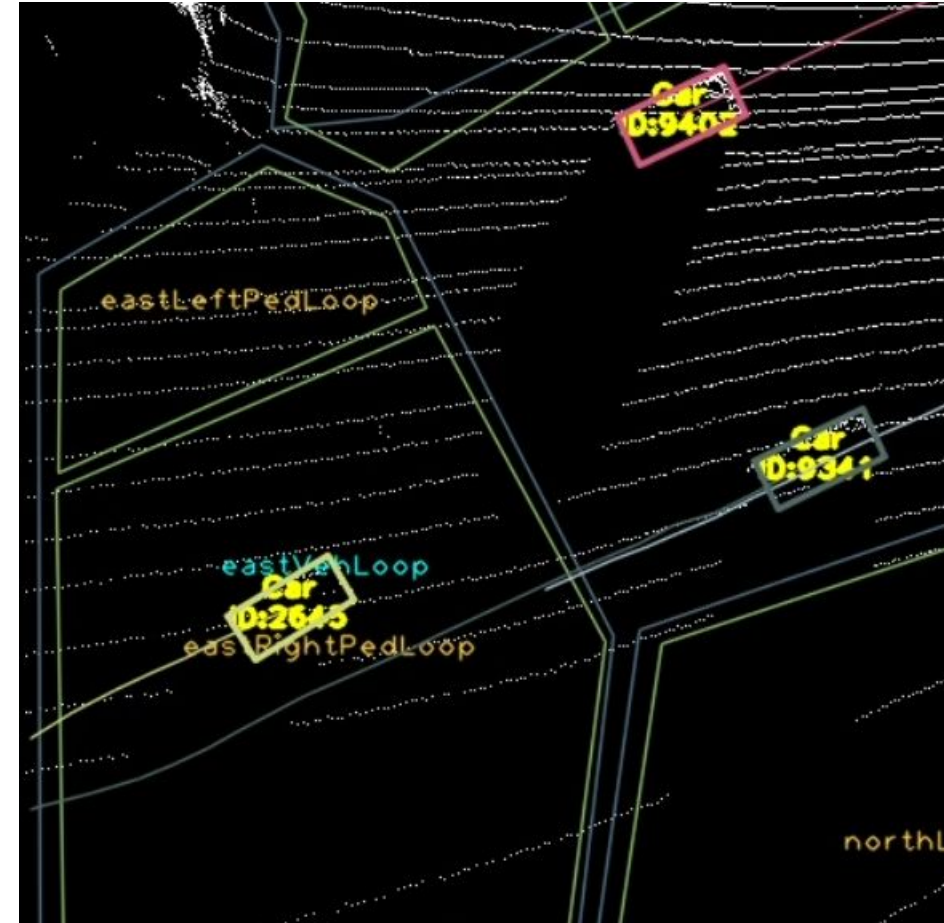 Car
ID:9402
eastLeftPedLoop
Car
ID:9341
eastVehLoop
Car
ID:2645
eastRightPedLoop
northL